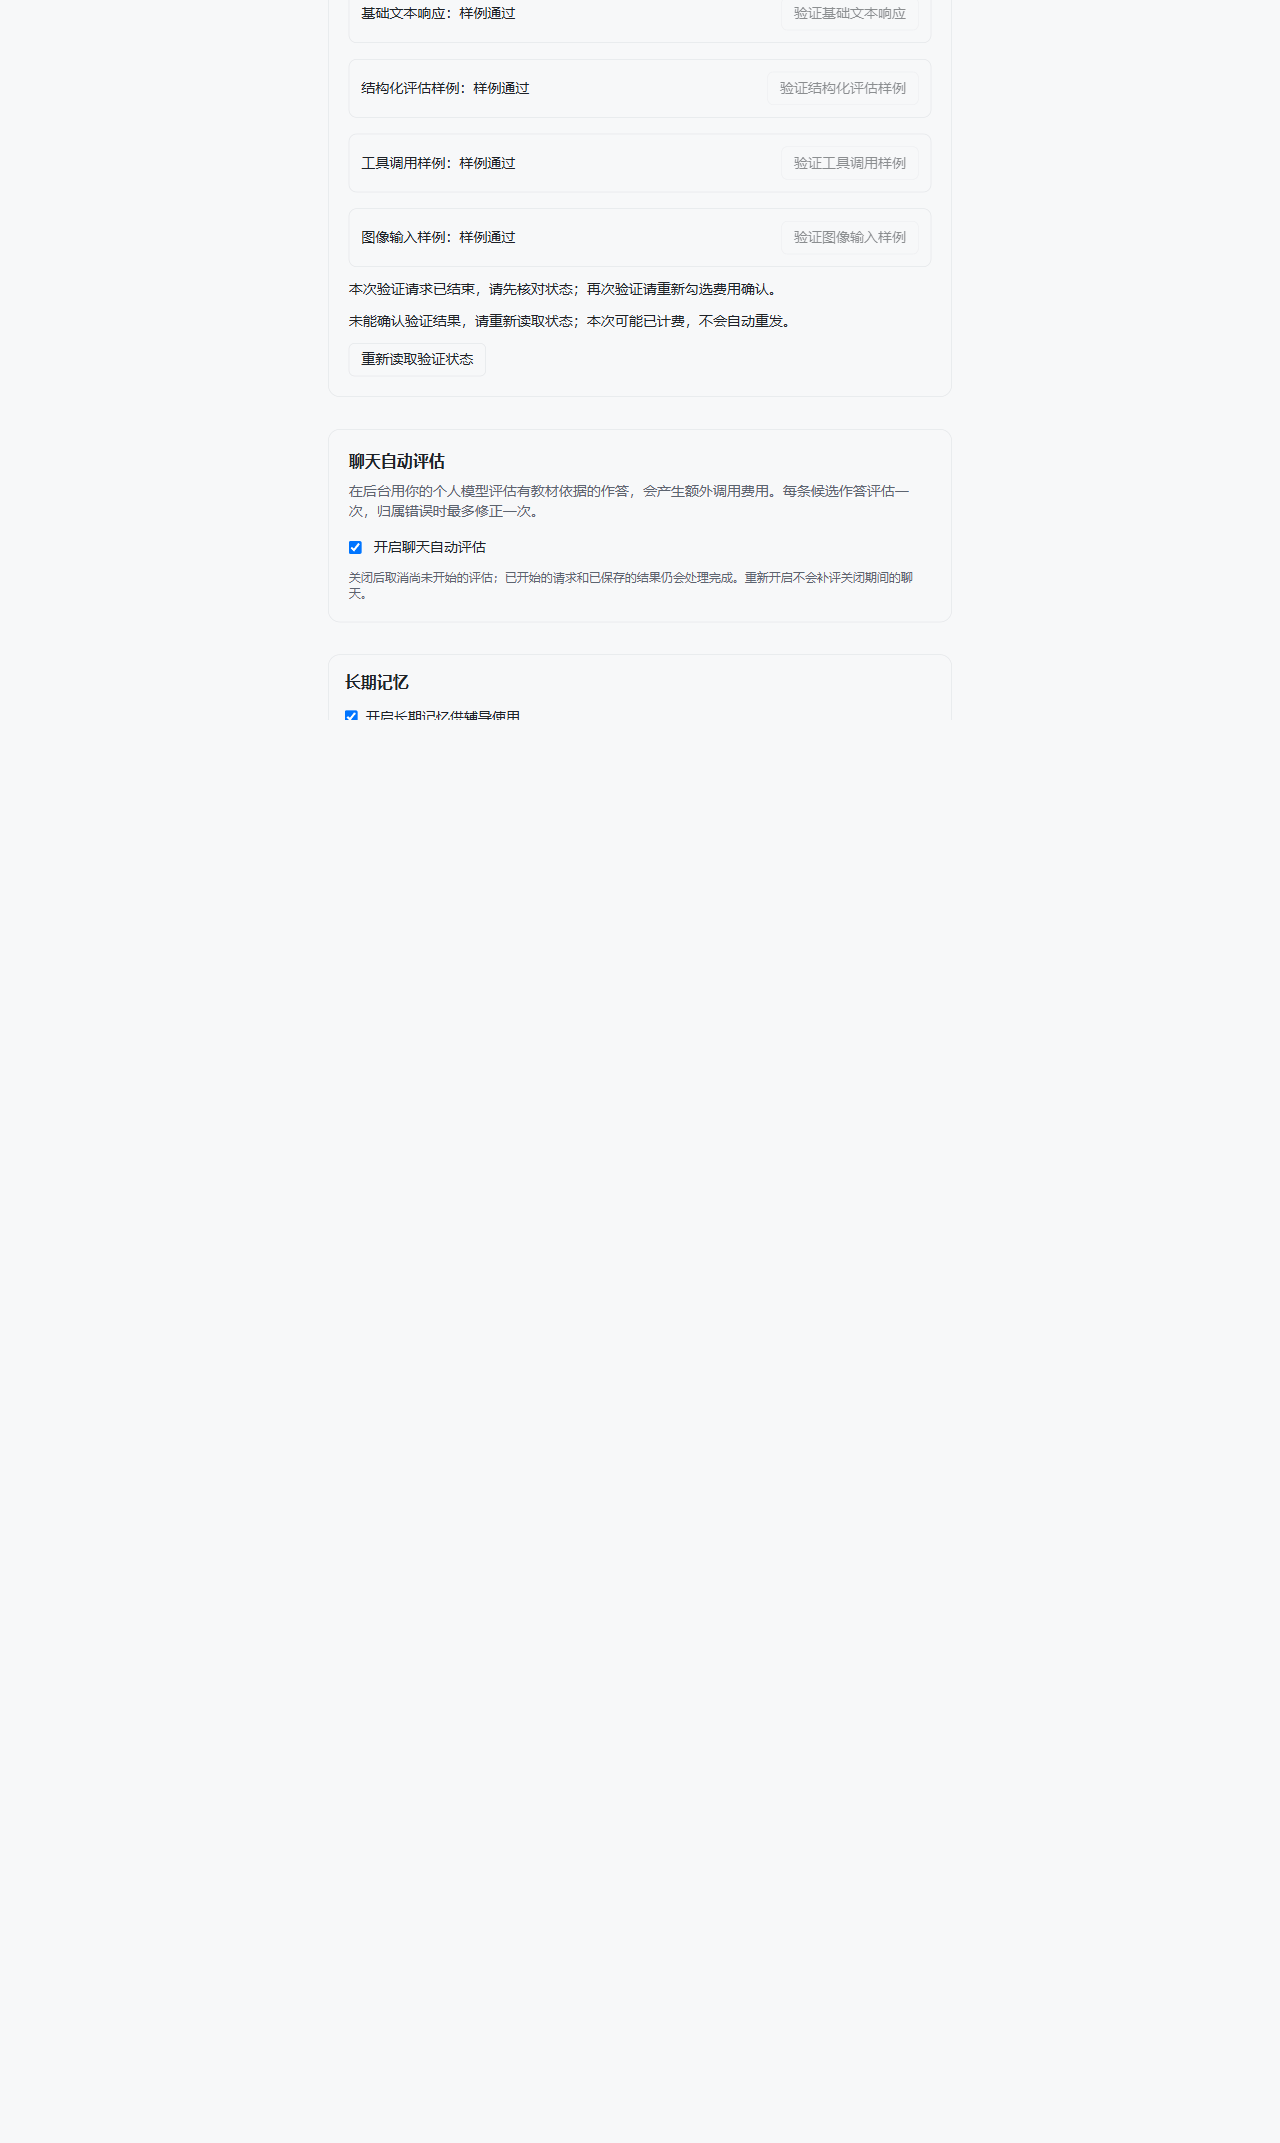 基础文本响应：样例通过
验证基础文本响应
结构化评估样例：样例通过
验证结构化评估样例
工具调用样例：样例通过
验证工具调用样例
图像输入样例：样例通过
验证图像输入样例
本次验证请求已结束，请先核对状态；再次验证请重新勾选费用确认。
未能确认验证结果，请重新读取状态；本次可能已计费，不会自动重发。
重新读取验证状态
聊天自动评估
在后台用你的个人模型评估有教材依据的作答，会产生额外调用费用。每条候选作答评估一
次，归属错误时最多修正一次。
开启聊天自动评估
关闭后取消尚未开始的评估；已开始的请求和已保存的结果仍会处理完成。重新开启不会补评关闭期间的聊
天。
长期记忆
开启长期记忆供辅导使用